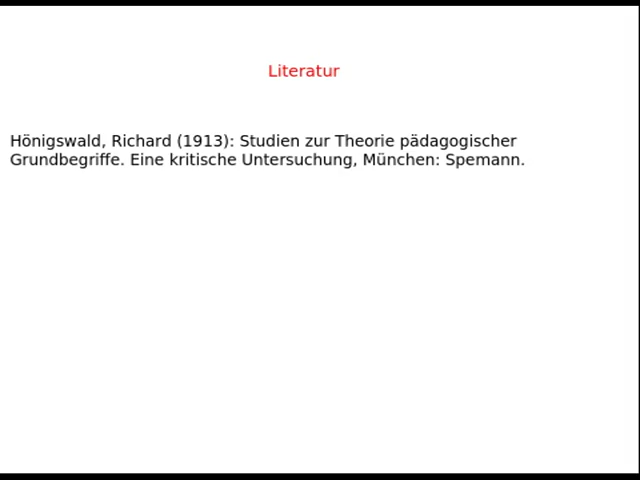 Literatur
Hönigswald, Richard (1913): Studien zur Theorie pädagogischer
Grundbegriffe. Eine kritische Untersuchung, München: Spemann.